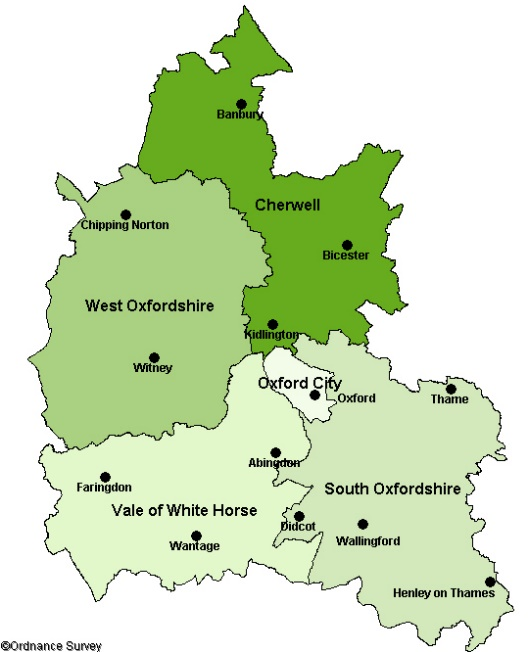 Banbury
Cherwell
Chipping Norton
Bicester
West Oxfordshire
Kidlington
Witney
Oxford City
Oxford
Thame
Abingdon
Faringdon
South Oxfordshire
Vale of White Horse
Didcot
Wallingford
Wantage
Henley on Thames
©Ordnance Survey